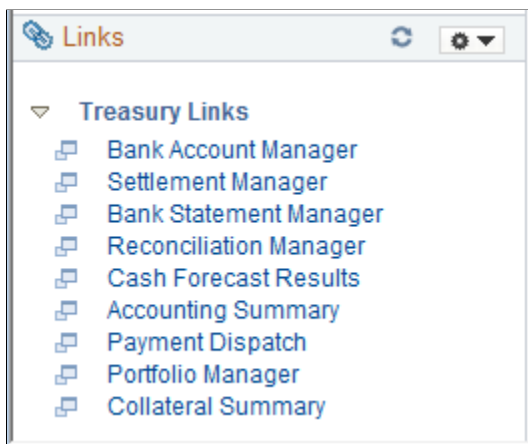 Links
Treasury Links
Bank Account Manager
Settlement Manager
Bank Statement Manager
Reconciliation Manager
Cash Forecast Results
Accounting Summary
Payment Dispatch
Portfolio Manager
Collateral Summary